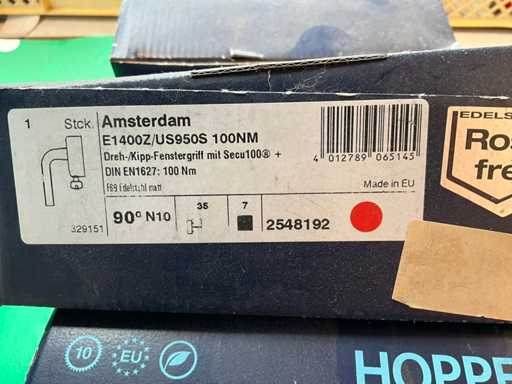 1 Stck. Amsterdam
E1400Z/US950S 100NM
Dreh-/Kipp-Fenstergriff mit Secu100® +
DIN EN1627: 100 Nm
F69 Edelstahl matt
4 012789 065145
Made in EU
329151
90° N10
35
7
2548192
EDELS
Ros
fre
10
EU
HOPPE